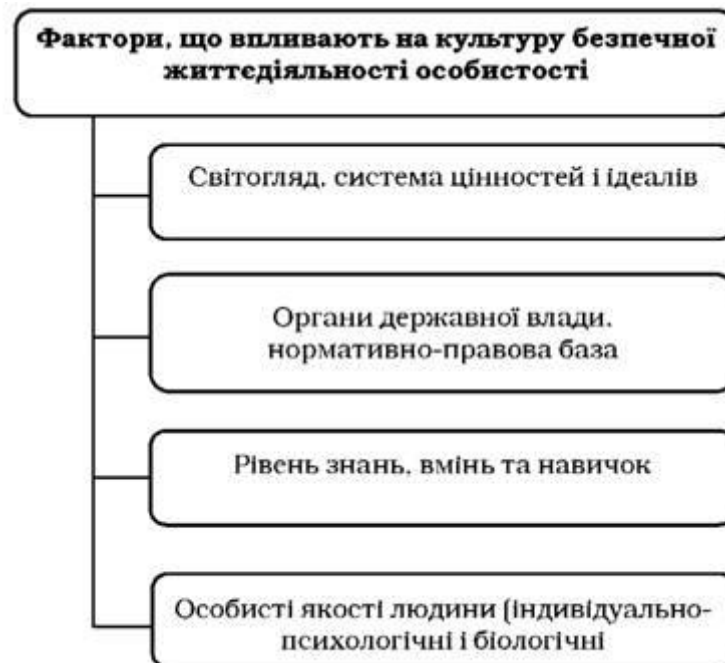 Фактори, що впливають на культуру безпечної
життєдіяльності особистості
Світогляд, система цінностей і ідеалів
Органи державної влади,
нормативно-правова база
Рівень знань, вмінь та навичок
Особисті якості людини (індивідуально-
психологічні і біологічні